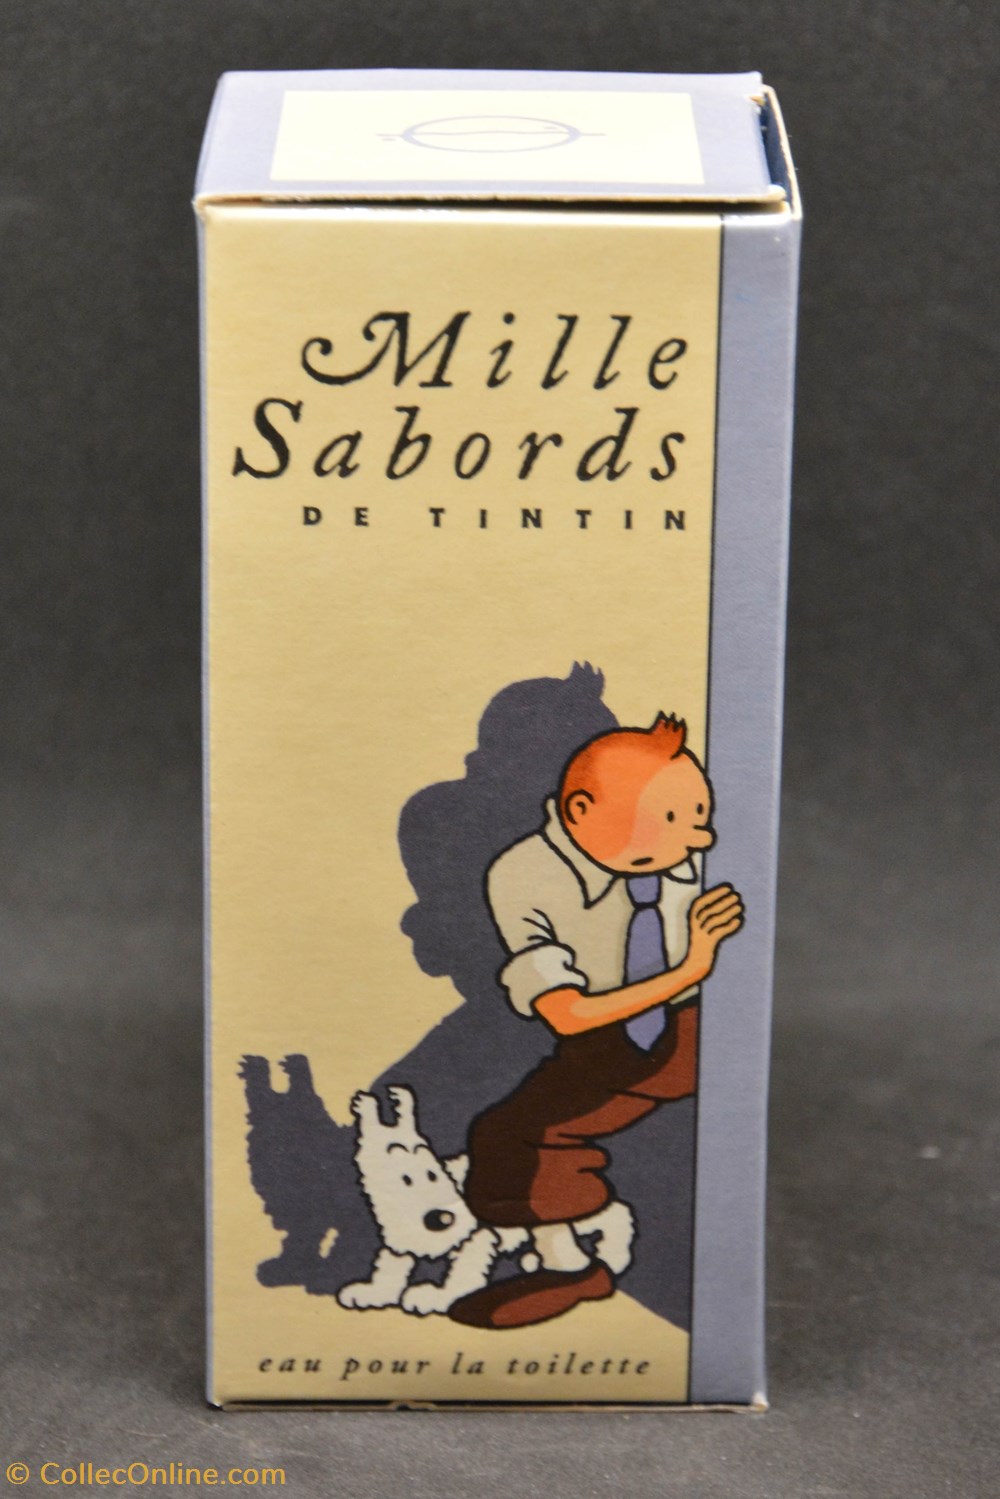 Mille
Sabords
DE TINTIN
eau pour la toilette
© CollecOnline.com